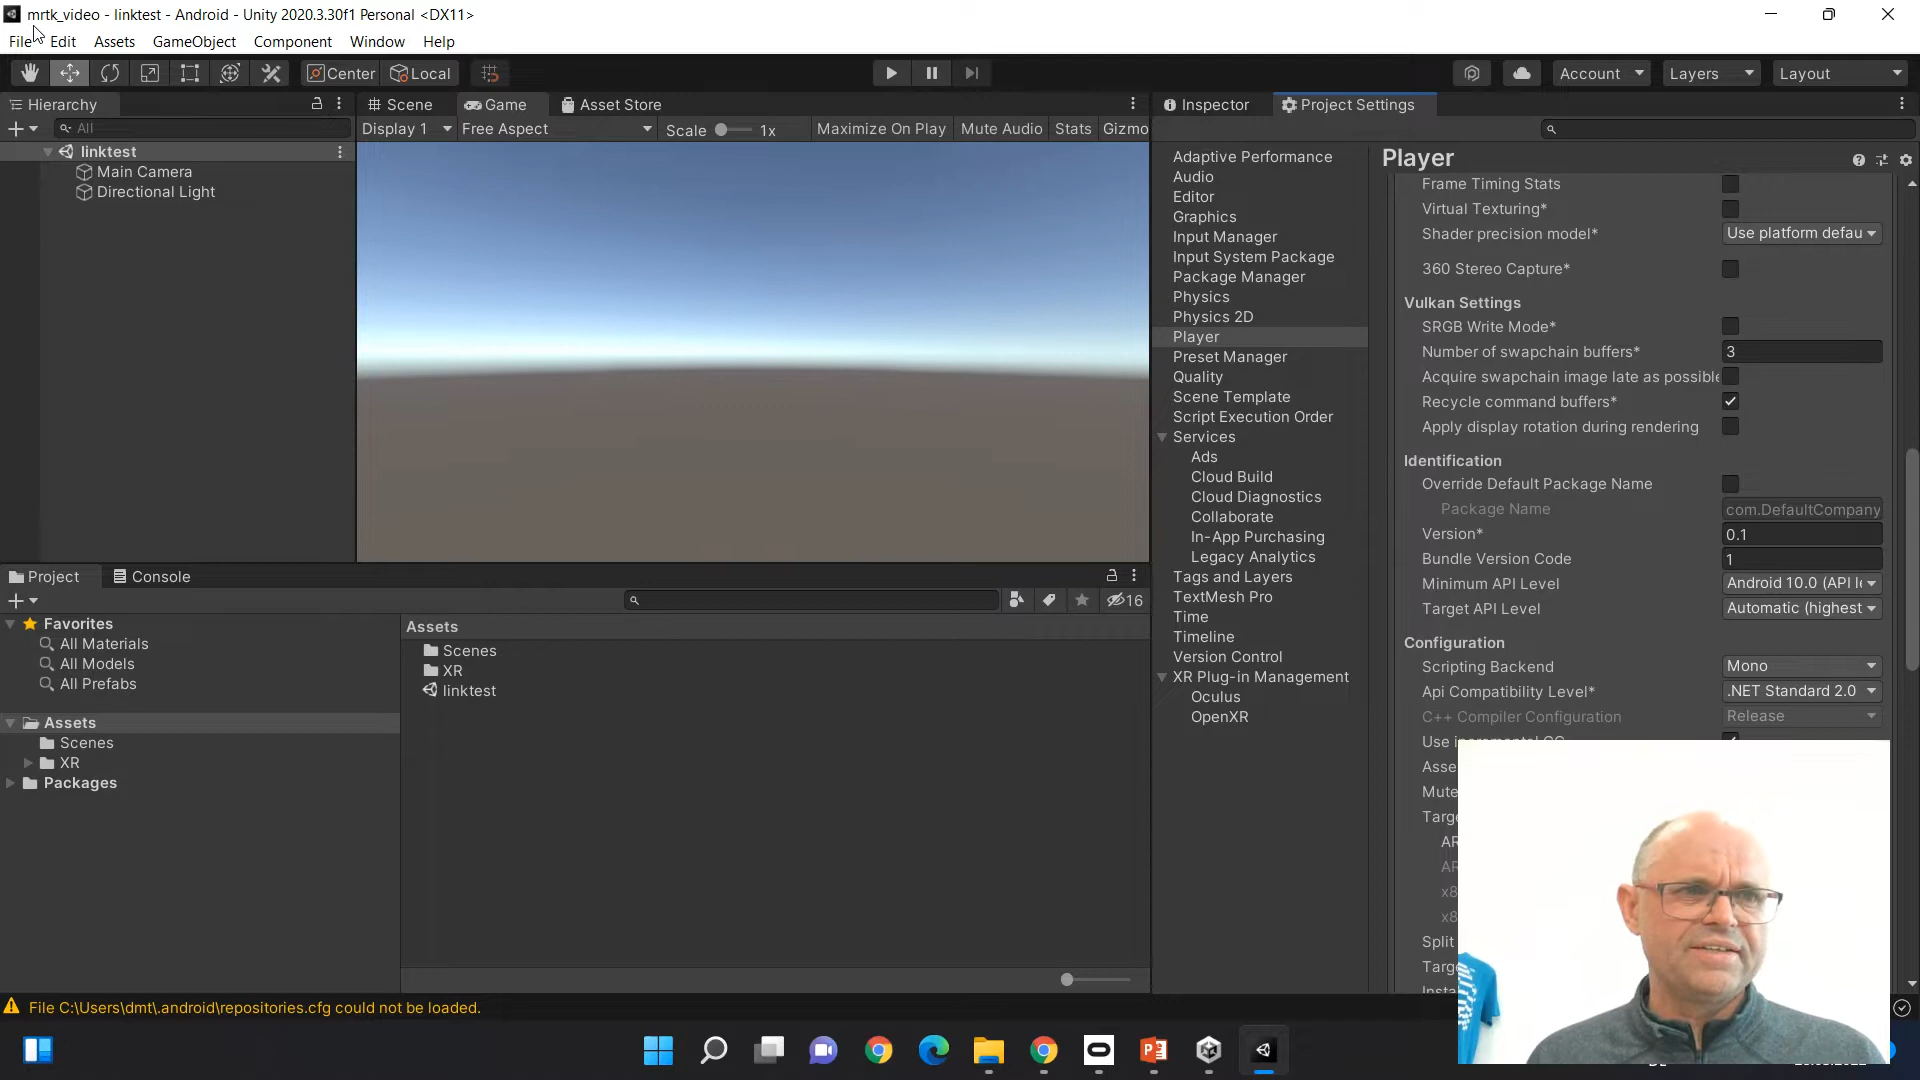 mrtk_video - linktest - Android - Unity 2020.3.30f1 Personal <DX11>
File Edit Assets GameObject Component Window Help
Center Local Account Layers Layout
Hierarchy
All
linktest
Main Camera
Directional Light
Scene Game Asset Store
Display 1 Free Aspect Scale 1x Maximize On Play Mute Audio Stats Gizmo
Inspector Project Settings
Adaptive Performance
Audio
Editor
Graphics
Input Manager
Input System Package
Package Manager
Physics
Physics 2D
Player
Preset Manager
Quality
Scene Template
Script Execution Order
Services
Ads
Cloud Build
Cloud Diagnostics
Collaborate
In-App Purchasing
Legacy Analytics
Tags and Layers
TextMesh Pro
Time
Timeline
Version Control
XR Plug-in Management
Oculus
OpenXR
Player
Frame Timing Stats
Virtual Texturing*
Shader precision model* Use platform defau
360 Stereo Capture*
Vulkan Settings
SRGB Write Mode*
Number of swapchain buffers* 3
Acquire swapchain image late as possible
Recycle command buffers*
Apply display rotation during rendering
Identification
Override Default Package Name
Package Name com.DefaultCompany
Version* 0.1
Bundle Version Code 1
Minimum API Level Android 10.0 (API l
Target API Level Automatic (highest
Configuration
Scripting Backend Mono
Api Compatibility Level* .NET Standard 2.0
C++ Compiler Configuration Release
Use incremental GC
Asse
Mute
Targe
AR
AR
x8
x8
Split
Targ
Insta
Project Console
16
Favorites
All Materials
All Models
All Prefabs
Assets
Scenes
XR
Packages
Assets
Scenes
XR
linktest
File C:\Users\dmt\.android\repositories.cfg could not be loaded.